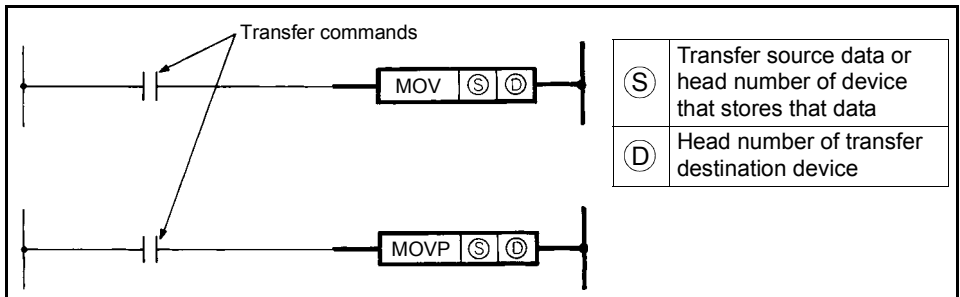 Transfer commands
MOV Ⓢ Ⓓ
Ⓢ Transfer source data or
head number of device
that stores that data
Ⓓ Head number of transfer
destination device
MOVP Ⓢ Ⓓ